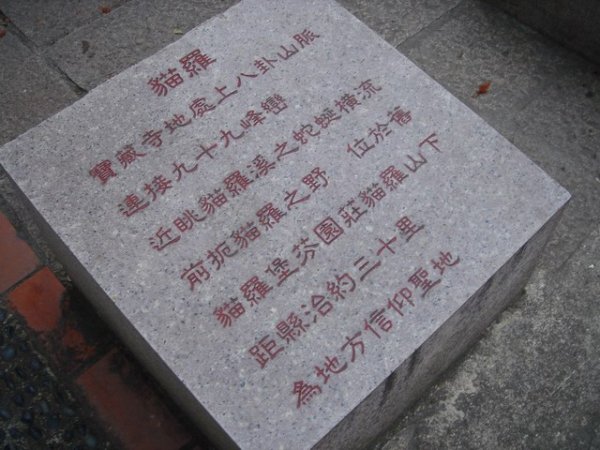 貓羅
寶藏寺地處上八卦山脈
連接九十九峰巒
近眺貓羅溪之蛇蜒橫流
前扼貓羅之野　位於舊
貓羅堡芬園莊貓羅山下
距縣治約三十里
為地方信仰聖地